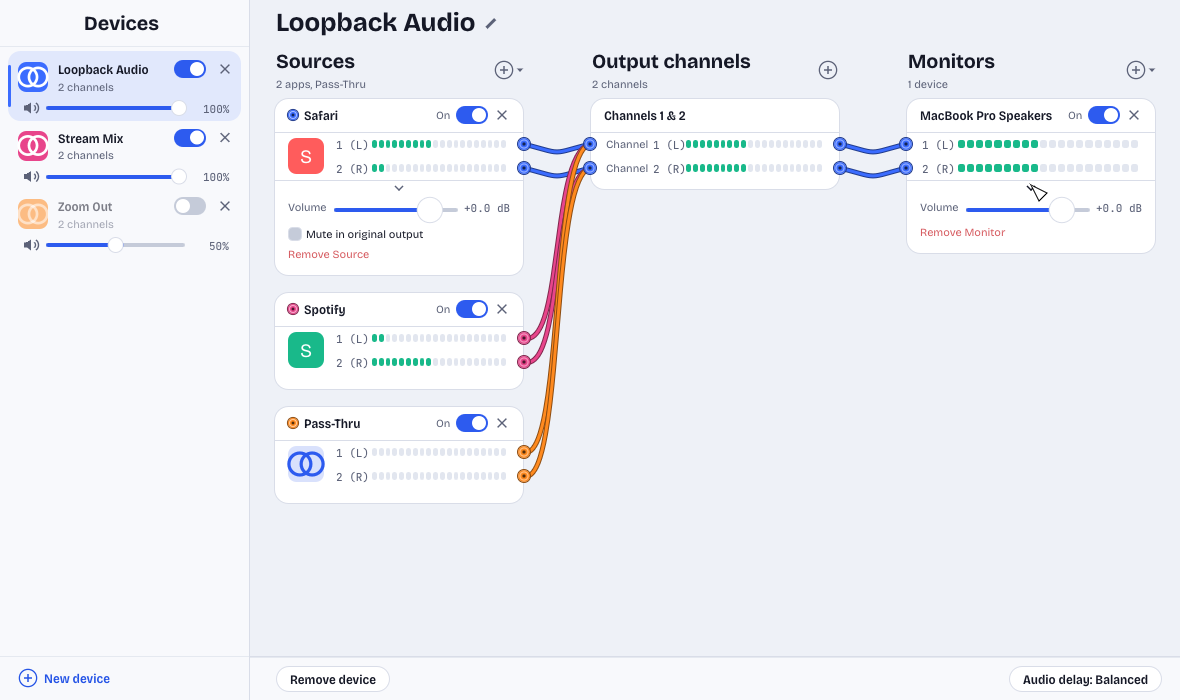 Devices
Loopback Audio
2 channels
100%
Stream Mix
2 channels
100%
Zoom Out
2 channels
50%
New device
Loopback Audio
Sources
2 apps, Pass-Thru
Safari
On
S
1 (L)
2 (R)
Volume
+0.0 dB
Mute in original output
Remove Source
Spotify
On
S
1 (L)
2 (R)
Pass-Thru
On
1 (L)
2 (R)
Output channels
2 channels
Channels 1 & 2
Channel 1 (L)
Channel 2 (R)
Monitors
1 device
MacBook Pro Speakers
On
1 (L)
2 (R)
Volume
+0.0 dB
Remove Monitor
Remove device
Audio delay: Balanced